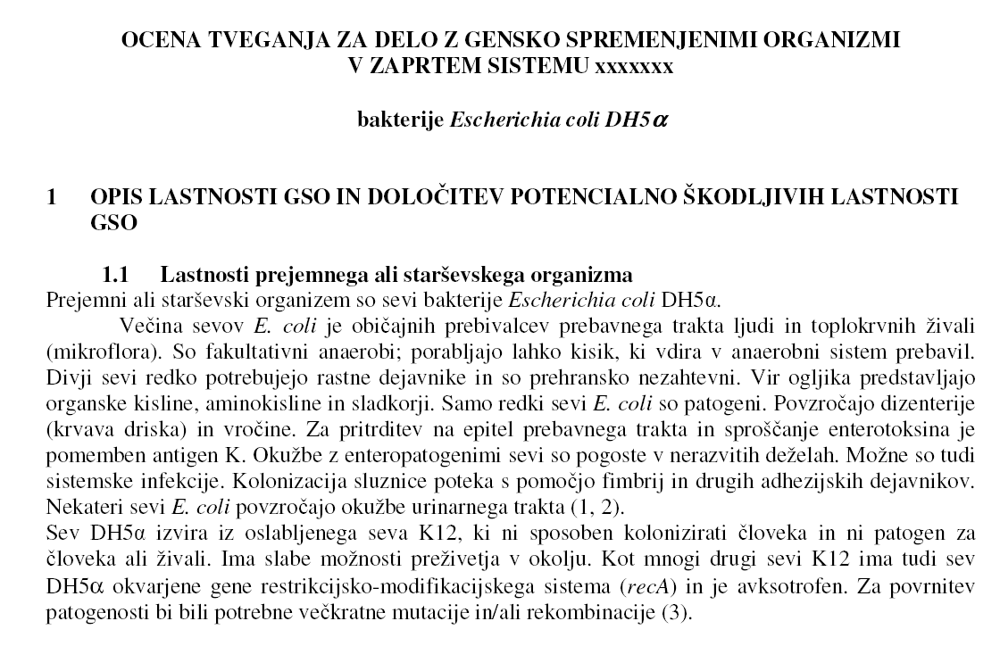 OCENA TVEGANJA ZA DELO Z GENSKO SPREMENJENIMI ORGANIZMI
V ZAPRTEM SISTEMU xxxxxxx
bakterije Escherichia coli DH5α
1 OPIS LASTNOSTI GSO IN DOLOČITEV POTENCIALNO ŠKODLJIVIH LASTNOSTI
GSO
1.1 Lastnosti prejemnega ali starševskega organizma
Prejemni ali starševski organizem so sevi bakterije Escherichia coli DH5α.
Večina sevov E. coli je običajnih prebivalcev prebavnega trakta ljudi in toplokrvnih živali
(mikroflora). So fakultativni anaerobi; porabljajo lahko kisik, ki vdira v anaerobni sistem prebavil.
Divji sevi redko potrebujejo rastne dejavnike in so prehransko nezahtevni. Vir ogljika predstavljajo
organske kisline, aminokisline in sladkorji. Samo redki sevi E. coli so patogeni. Povzročajo dizenterije
(krvava driska) in vročine. Za pritrditev na epitel prebavnega trakta in sproščanje enterotoksina je
pomemben antigen K. Okužbe z enteropatogenimi sevi so pogoste v nerazvitih deželah. Možne so tudi
sistemske infekcije. Kolonizacija sluznice poteka s pomočjo fimbrij in drugih adhezijskih dejavnikov.
Nekateri sevi E. coli povzročajo okužbe urinarnega trakta (1, 2).
Sev DH5α izvira iz oslabljenega seva K12, ki ni sposoben kolonizirati človeka in ni patogen za
človeka ali živali. Ima slabe možnosti preživetja v okolju. Kot mnogi drugi sevi K12 ima tudi sev
DH5α okvarjene gene restrikcijsko-modifikacijskega sistema (recA) in je avksotrofen. Za povrnitev
patogenosti bi bili potrebne večkratne mutacije in/ali rekombinacije (3).